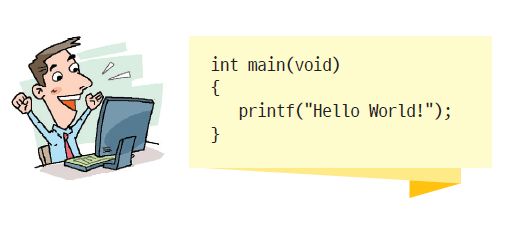 int main(void)
{
   printf("Hello World!");
}